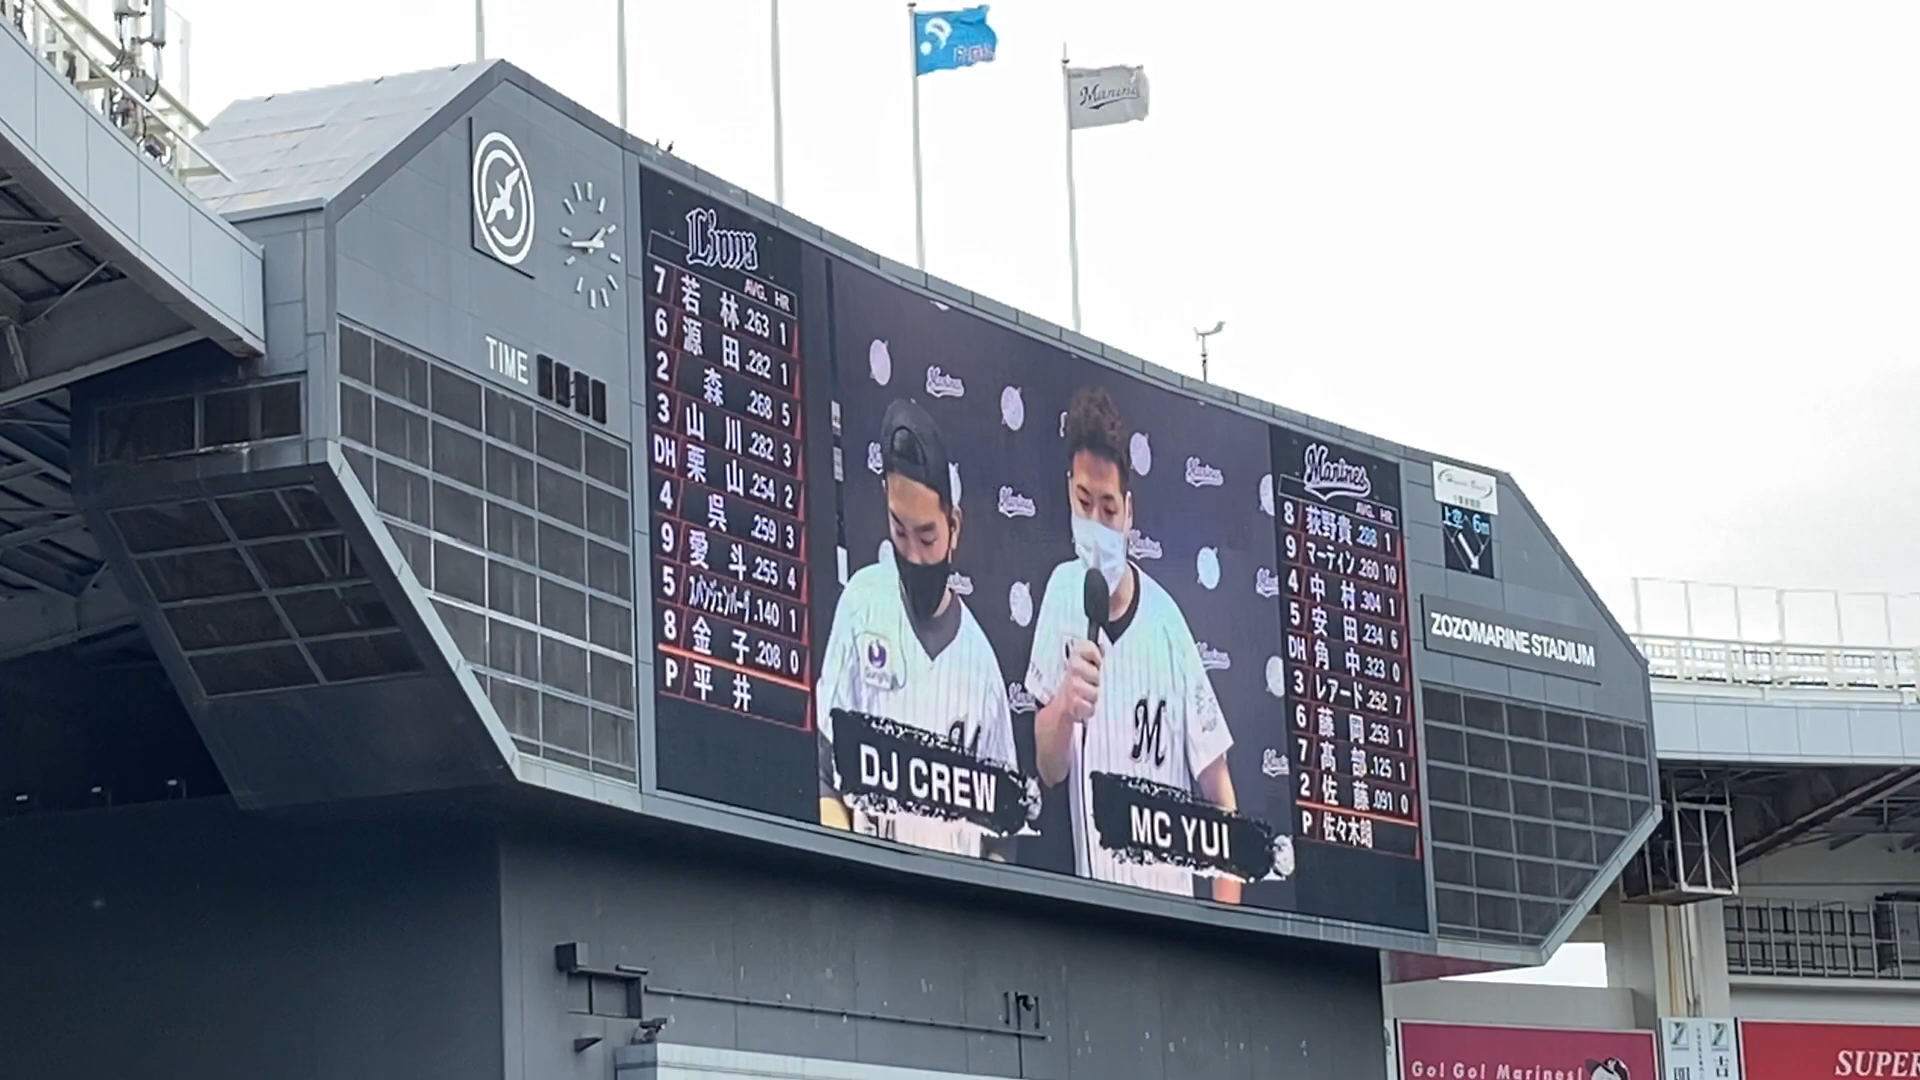 Marines
TIME
Lions
AVG. HR
7 若林 .263 1
6 源田 .282 1
2 森 .268 5
3 山川 .282 3
DH 栗山 .254 2
4 呉 .259 3
9 愛斗 .255 4
5 スパンジェンバーグ .140 1
8 金子 .208 0
P 平井
DJ CREW
MC YUI
M
Marines
AVG. HR
8 荻野貴 .288 1
9 マーティン .260 10
4 中村 .304 1
5 安田 .234 6
DH 角中 .323 0
3 レアード .252 7
6 藤岡 .253 1
7 髙部 .125 1
2 佐藤 .091 0
P 佐々木朗
上空 6m
ZOZOMARINE STADIUM
Go! Go! Marines!
SUPER